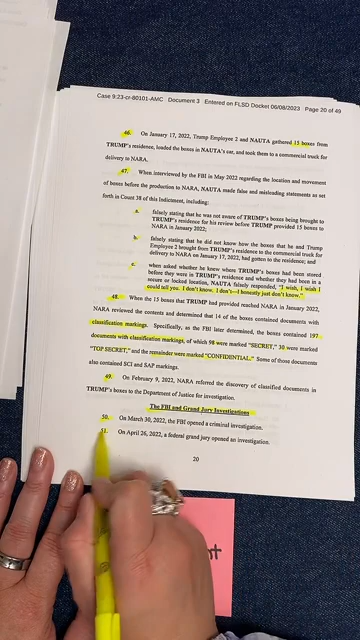 Case 9:23-cr-80101-AMC Document 3 Entered on FLSD Docket 06/08/2023 Page 20 of 49
46. On January 17, 2022, Trump Employee 2 and NAUTA gathered 15 boxes from
TRUMP's residence, loaded the boxes in NAUTA's car, and took them to a commercial truck for
delivery to NARA.
47. When interviewed by the FBI in May 2022 regarding the location and movement
of boxes before the production to NARA, NAUTA made false and misleading statements as set
forth in Count 38 of this Indictment, including:
a. falsely stating that he was not aware of TRUMP's boxes being brought to
TRUMP's residence for his review before TRUMP provided 15 boxes to
NARA in January 2022;
b. falsely stating that he did not know how the boxes that he and Trump
Employee 2 brought from TRUMP's residence to the commercial truck for
delivery to NARA on January 17, 2022, had gotten to the residence; and
c. when asked whether he knew where TRUMP's boxes had been stored
before they were in TRUMP's residence and whether they had been in a
secure or locked location, NAUTA falsely responded, "I wish, I wish I
could tell you. I don't know. I don't—I honestly just don't know."
48. When the 15 boxes that TRUMP had provided reached NARA in January 2022,
NARA reviewed the contents and determined that 14 of the boxes contained documents with
classification markings. Specifically, as the FBI later determined, the boxes contained 197
documents with classification markings, of which 98 were marked "SECRET," 30 were marked
"TOP SECRET," and the remainder were marked "CONFIDENTIAL." Some of those documents
also contained SCI and SAP markings.
49. On February 9, 2022, NARA referred the discovery of classified documents in
TRUMP's boxes to the Department of Justice for investigation.
The FBI and Grand Jury Investigations
50. On March 30, 2022, the FBI opened a criminal investigation.
51. On April 26, 2022, a federal grand jury opened an investigation.
20